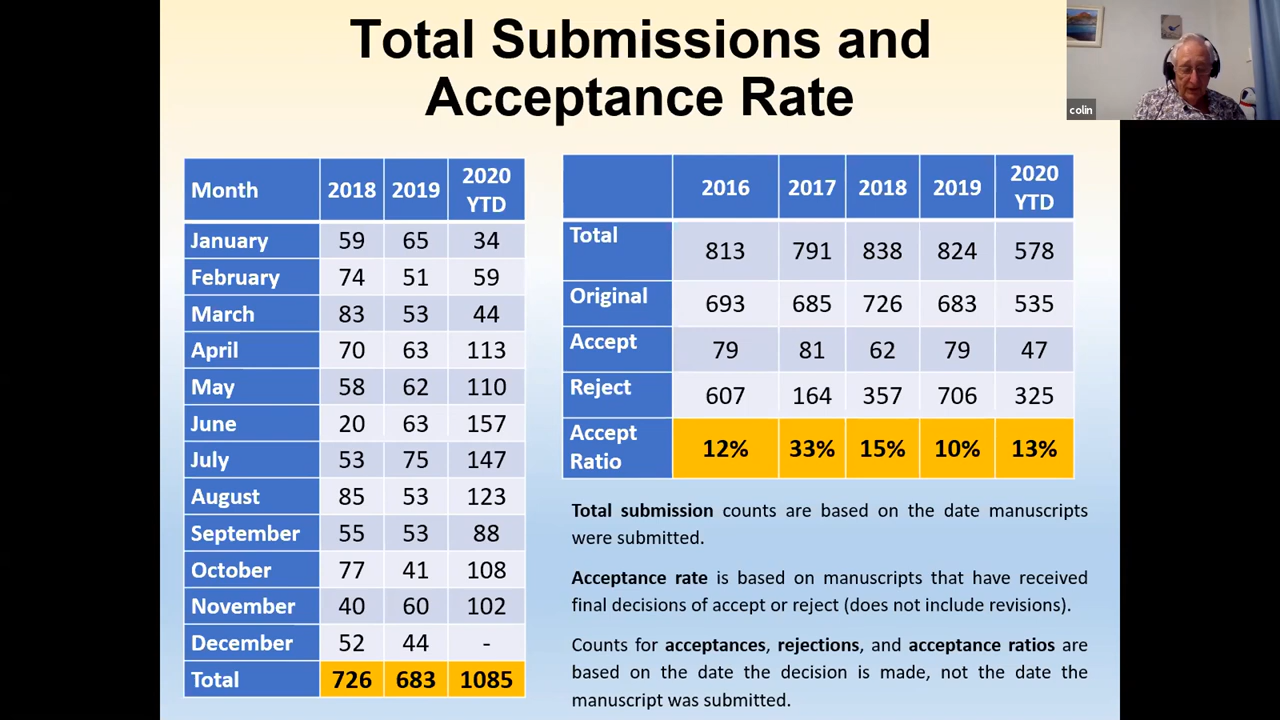 Total Submissions and
Acceptance Rate
colin
Month 2018 2019 2020 YTD
January 59 65 34
February 74 51 59
March 83 53 44
April 70 63 113
May 58 62 110
June 20 63 157
July 53 75 147
August 85 53 123
September 55 53 88
October 77 41 108
November 40 60 102
December 52 44 -
Total 726 683 1085
2016 2017 2018 2019 2020 YTD
Total 813 791 838 824 578
Original 693 685 726 683 535
Accept 79 81 62 79 47
Reject 607 164 357 706 325
Accept Ratio 12% 33% 15% 10% 13%
Total submission counts are based on the date manuscripts
were submitted.
Acceptance rate is based on manuscripts that have received
final decisions of accept or reject (does not include revisions).
Counts for acceptances, rejections, and acceptance ratios are
based on the date the decision is made, not the date the
manuscript was submitted.